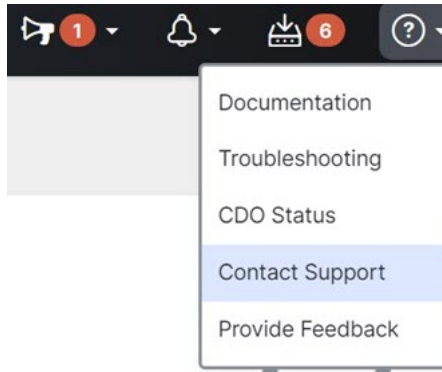 1
6
?
Documentation
Troubleshooting
CDO Status
Contact Support
Provide Feedback